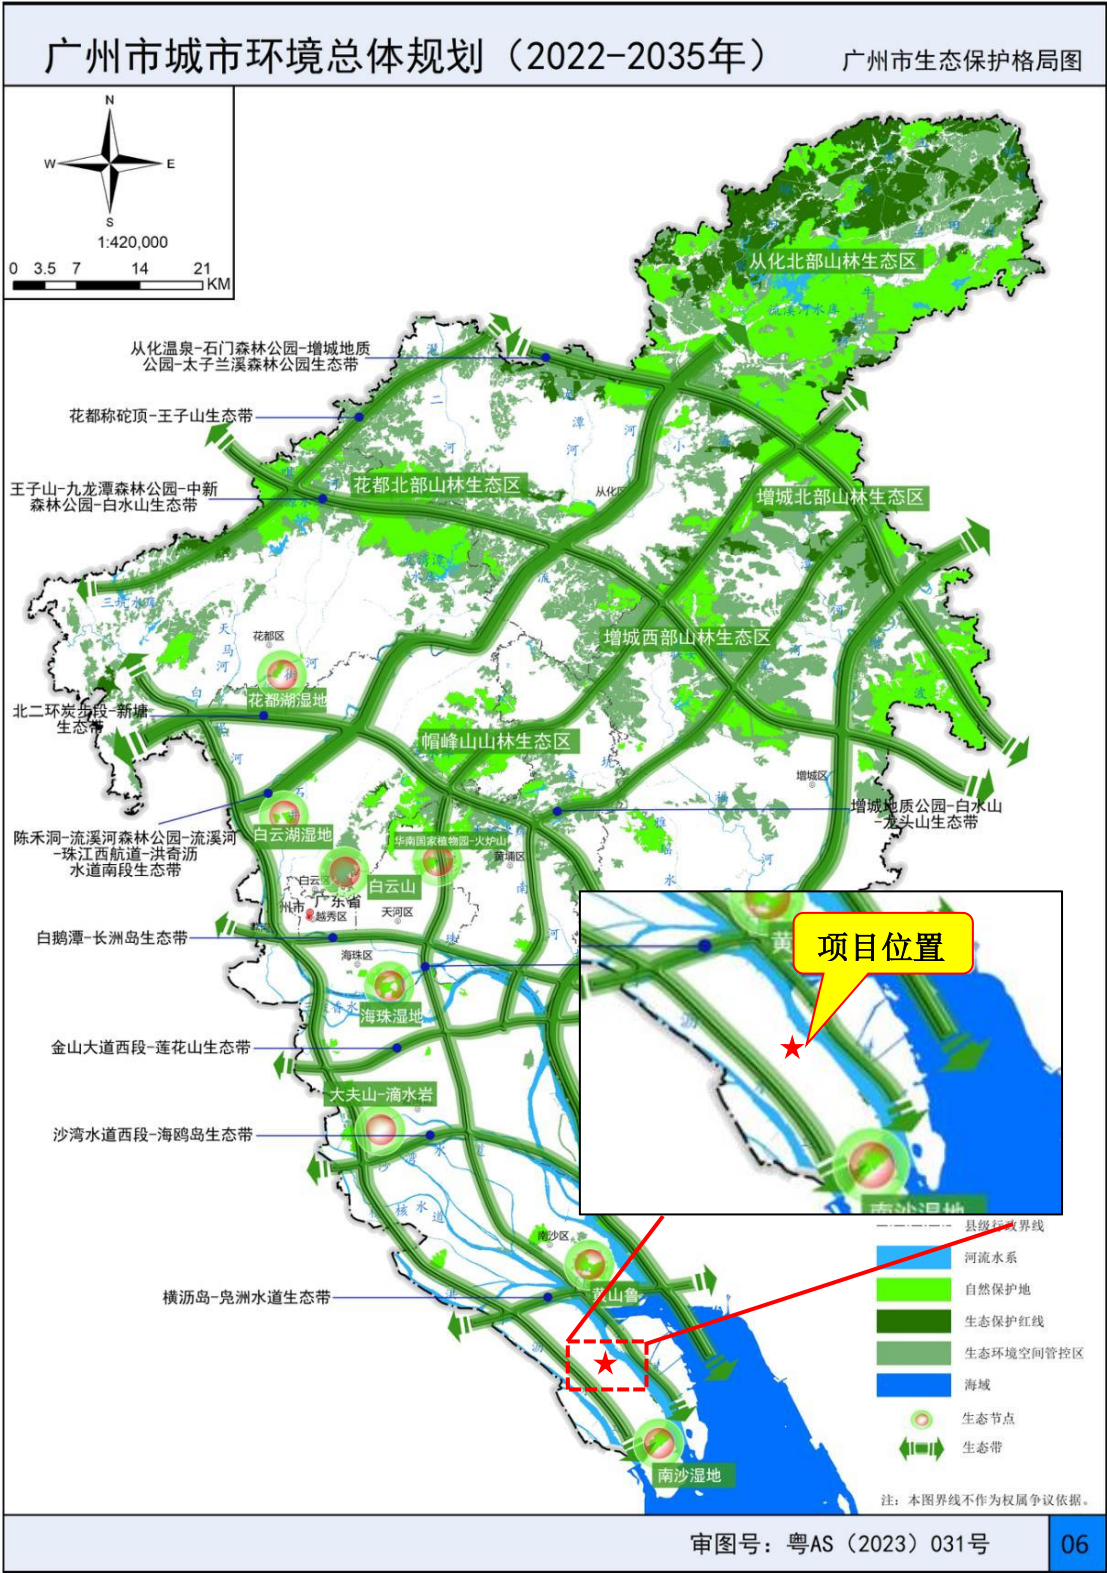 广州市城市环境总体规划（2022-2035年）
广州市生态保护格局图
N
W
E
S
1:420,000
0 3.5 7 14 21
KM
从化北部山林生态区
流溪河水库
从化温泉-石门森林公园-增城地质
公园-太子兰溪森林公园生态带
花都称砣顶-王子山生态带
王子山-九龙潭森林公园-中新
森林公园-白水山生态带
花都北部山林生态区
从化区
增城北部山林生态区
三坑水库
天
马
河
花都区
增城西部山林生态区
花都湖湿地
北二环炭步段-新塘
生态带
帽峰山山林生态区
增城区
增城地质公园-白水山
-龙头山生态带
陈禾洞-流溪河森林公园-流溪河
-珠江西航道-洪奇沥
水道南段生态带
白云湖湿地
华南国家植物园-火炉山
黄埔区
白云区
白云山
广东省
州市
越秀区
天河区
白鹅潭-长洲岛生态带
海珠区
海珠湿地
金山大道西段-莲花山生态带
大夫山-滴水岩
沙湾水道西段-海鸥岛生态带
南沙区
黄山鲁
横沥岛-凫洲水道生态带
南沙湿地
项目位置
黄
南沙湿地
县级行政界线
河流水系
自然保护地
生态保护红线
生态环境空间管控区
海域
生态节点
生态带
注：本图界线不作为权属争议依据。
审图号：粤AS（2023）031号
06